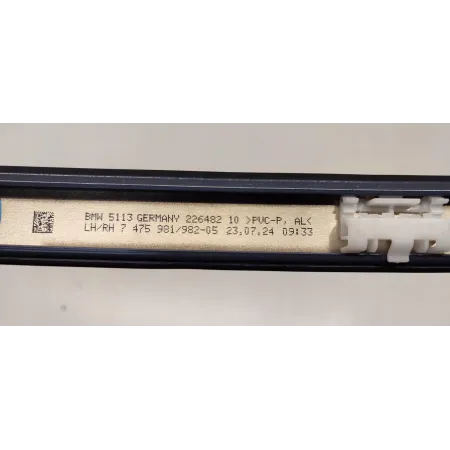 BMW 5113 GERMANY 226482 10 >PVC-P, AL<
LH/RH 7 475 981/982-05 23.07.24 09:33